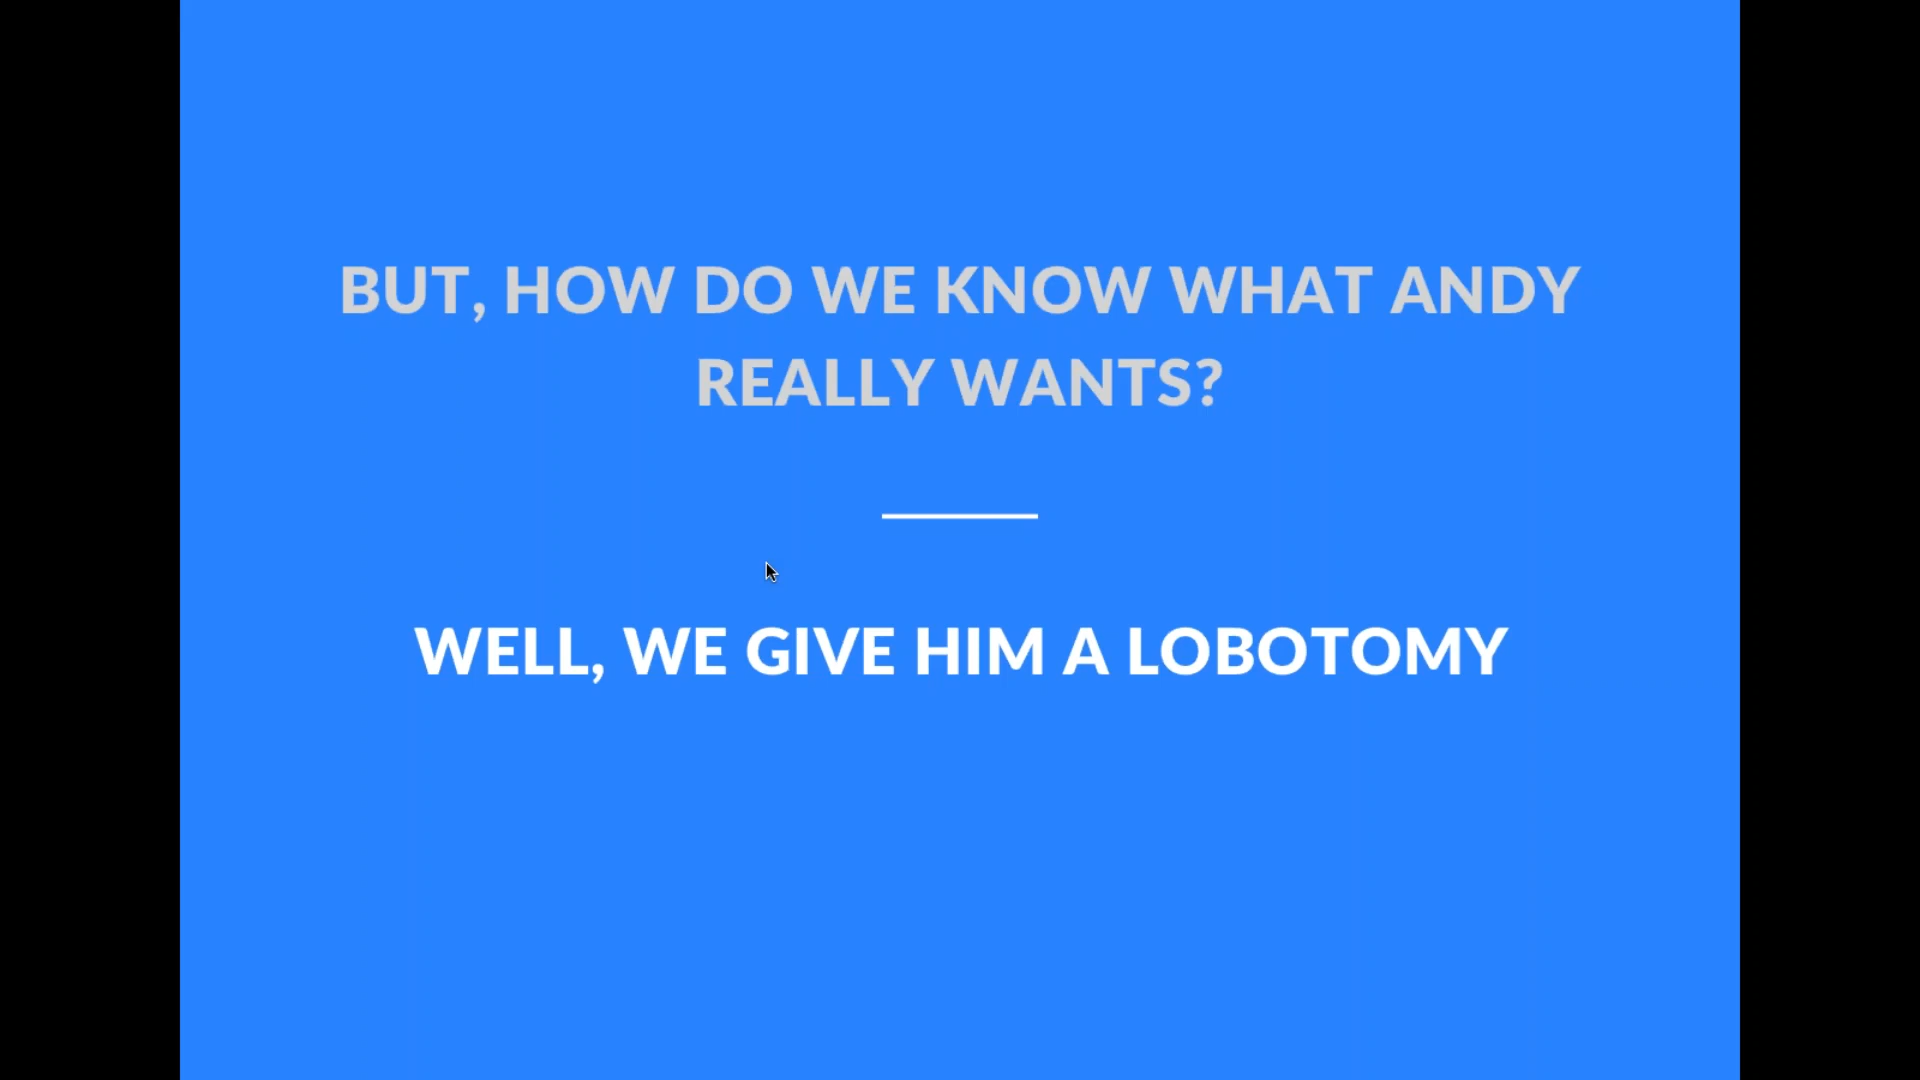 BUT, HOW DO WE KNOW WHAT ANDY
REALLY WANTS?
WELL, WE GIVE HIM A LOBOTOMY